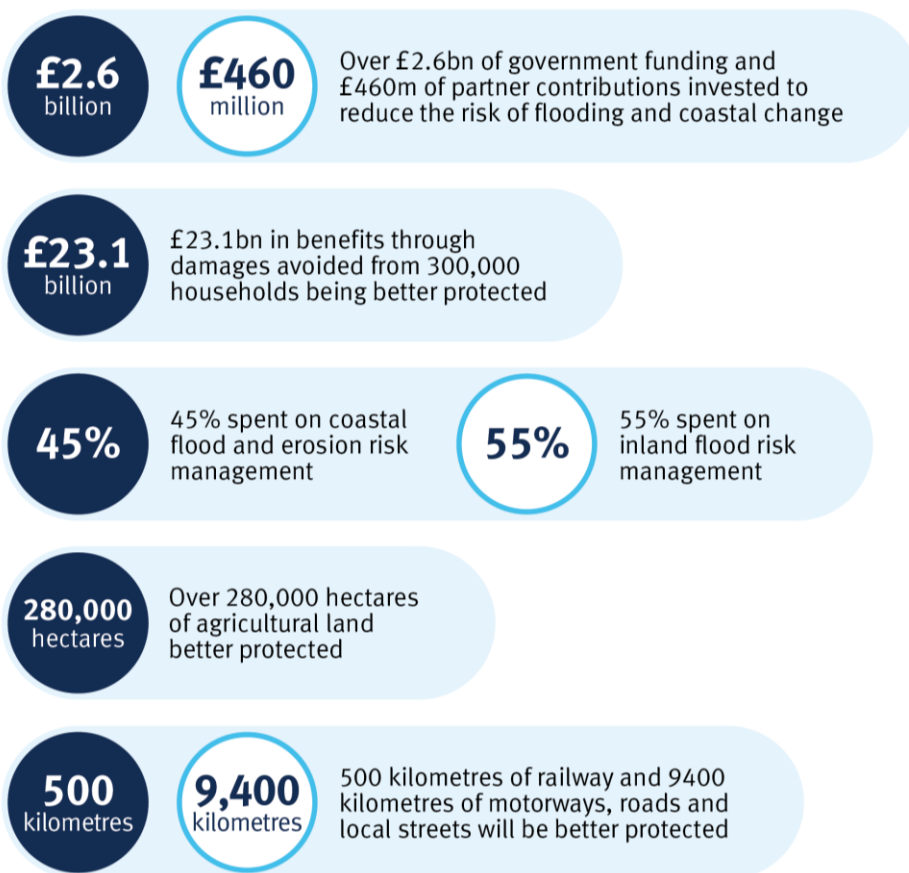 £2.6
billion
£460
million
Over £2.6bn of government funding and
£460m of partner contributions invested to
reduce the risk of flooding and coastal change
£23.1
billion
£23.1bn in benefits through
damages avoided from 300,000
households being better protected
45%
45% spent on coastal
flood and erosion risk
management
55%
55% spent on
inland flood risk
management
280,000
hectares
Over 280,000 hectares
of agricultural land
better protected
500
kilometres
9,400
kilometres
500 kilometres of railway and 9400
kilometres of motorways, roads and
local streets will be better protected